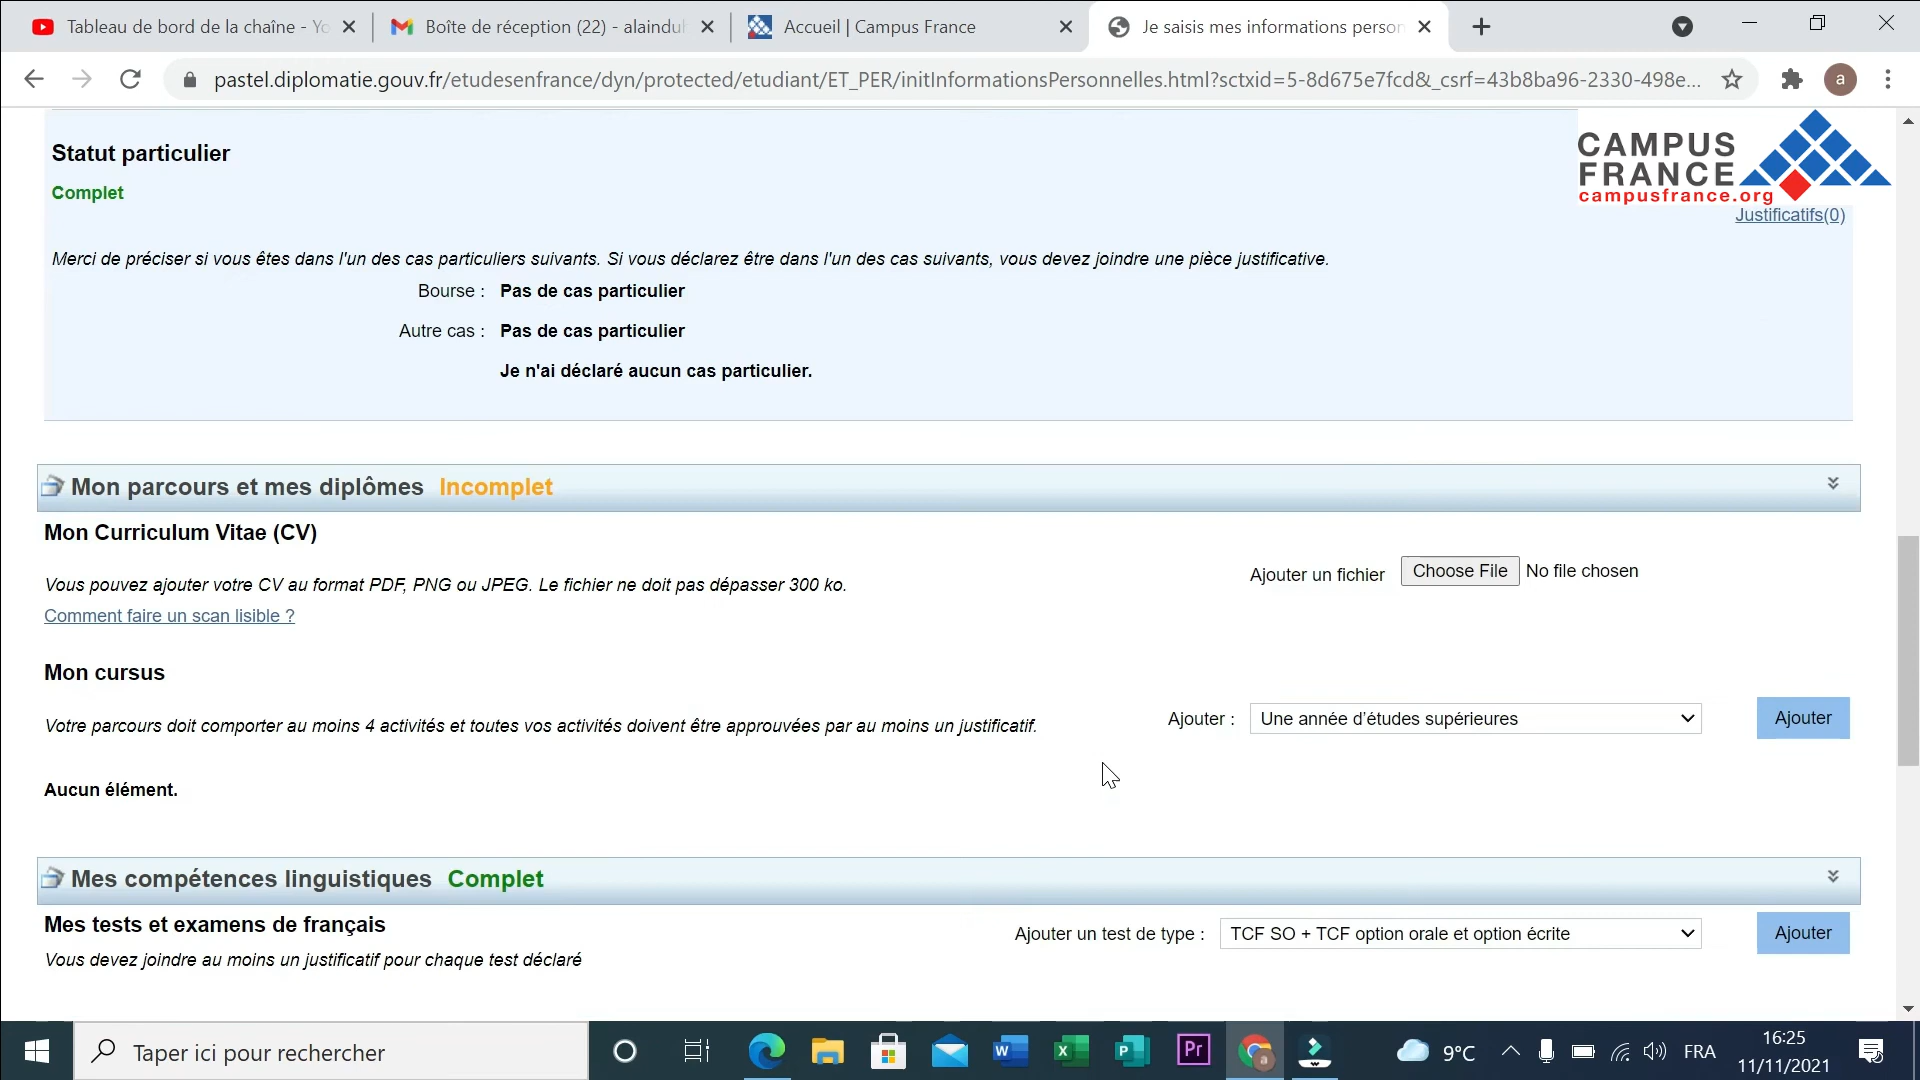 Tableau de bord de la chaîne - Yo
Boîte de réception (22) - alaindul
Accueil | Campus France
Je saisis mes informations person
pastel.diplomatie.gouv.fr/etudesenfrance/dyn/protected/etudiant/ET_PER/initInformationsPersonnelles.html?sctxid=5-8d675e7fcd&_csrf=43b8ba96-2330-498e...
a
CAMPUS
FRANCE
campusfrance.org
Statut particulier
Complet
Justificatifs(0)
Merci de préciser si vous êtes dans l'un des cas particuliers suivants. Si vous déclarez être dans l'un des cas suivants, vous devez joindre une pièce justificative.
Bourse : Pas de cas particulier
Autre cas : Pas de cas particulier
Je n'ai déclaré aucun cas particulier.
Mon parcours et mes diplômes Incomplet
Mon Curriculum Vitae (CV)
Vous pouvez ajouter votre CV au format PDF, PNG ou JPEG. Le fichier ne doit pas dépasser 300 ko.
Ajouter un fichier Choose File No file chosen
Comment faire un scan lisible ?
Mon cursus
Votre parcours doit comporter au moins 4 activités et toutes vos activités doivent être approuvées par au moins un justificatif.
Ajouter : Une année d'études supérieures Ajouter
Aucun élément.
Mes compétences linguistiques Complet
Mes tests et examens de français
Ajouter un test de type : TCF SO + TCF option orale et option écrite Ajouter
Vous devez joindre au moins un justificatif pour chaque test déclaré
Taper ici pour rechercher
Pr
9°C
FRA
16:25
11/11/2021